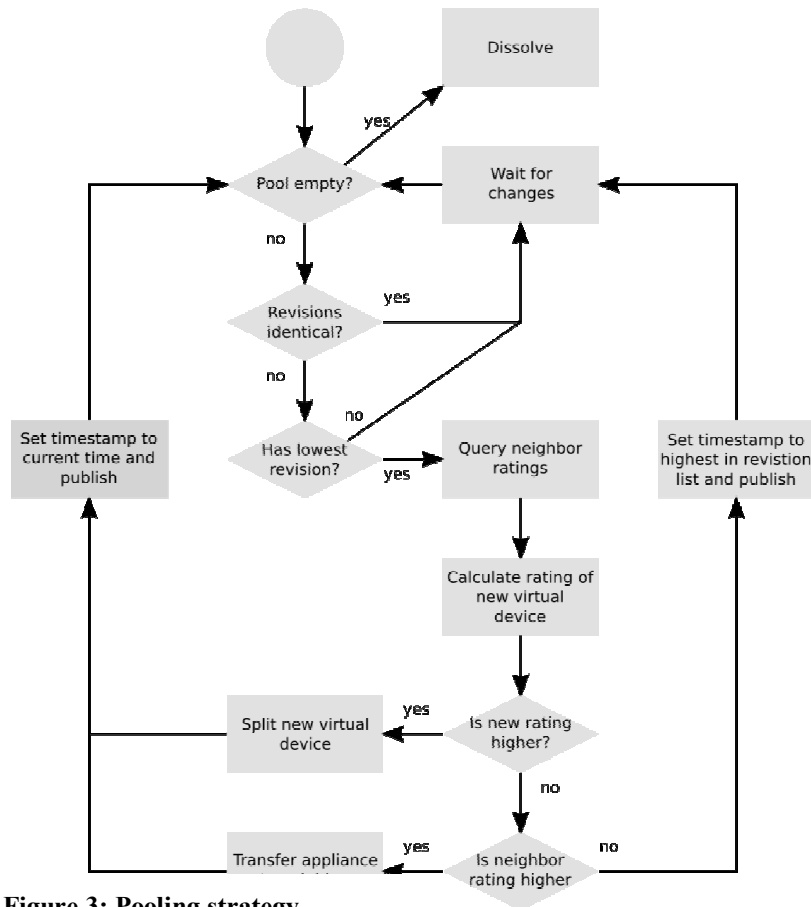 Dissolve
yes
Pool empty?
Wait for
changes
no
Revisions
identical?
yes
no
no
Has lowest
revision?
yes
Query neighbor
ratings
Set timestamp to
current time and
publish
Set timestamp to
highest in revistion
list and publish
Calculate rating of
new virtual
device
Split new virtual
device
yes
Is new rating
higher?
no
Transfer appliance
yes
Is neighbor
rating higher
no
Figure 3: Pooling strategy